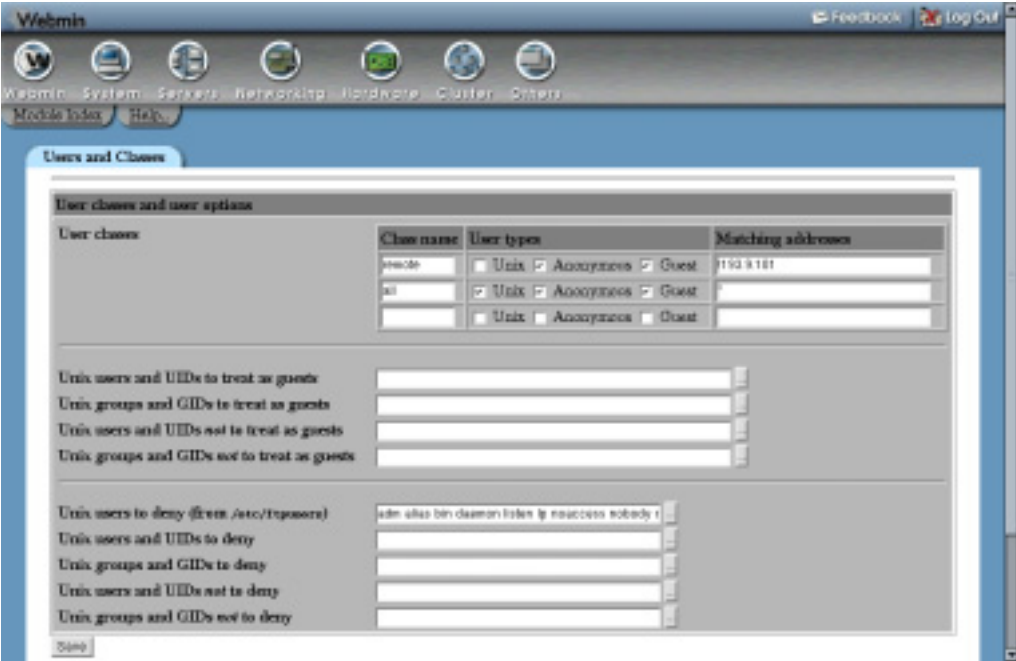 Webmin Feedback Log Out
Webmin System Servers Networking Hardware Cluster Others
Module Index Help..
Users and Classes
User classes and user options
User classes Class name User types Matching addresses
remote Unix Anonymous Guest
all Unix Anonymous Guest *
Unix Anonymous Guest
Unix users and UIDs to treat as guests
Unix groups and GIDs to treat as guests
Unix users and UIDs not to treat as guests
Unix groups and GIDs not to treat as guests
Unix users to deny (from /etc/ftpusers) adm alias bin daemon listen lp noaccess nobody
Unix users and UIDs to deny
Unix groups and GIDs to deny
Unix users and UIDs not to deny
Unix groups and GIDs not to deny
Save